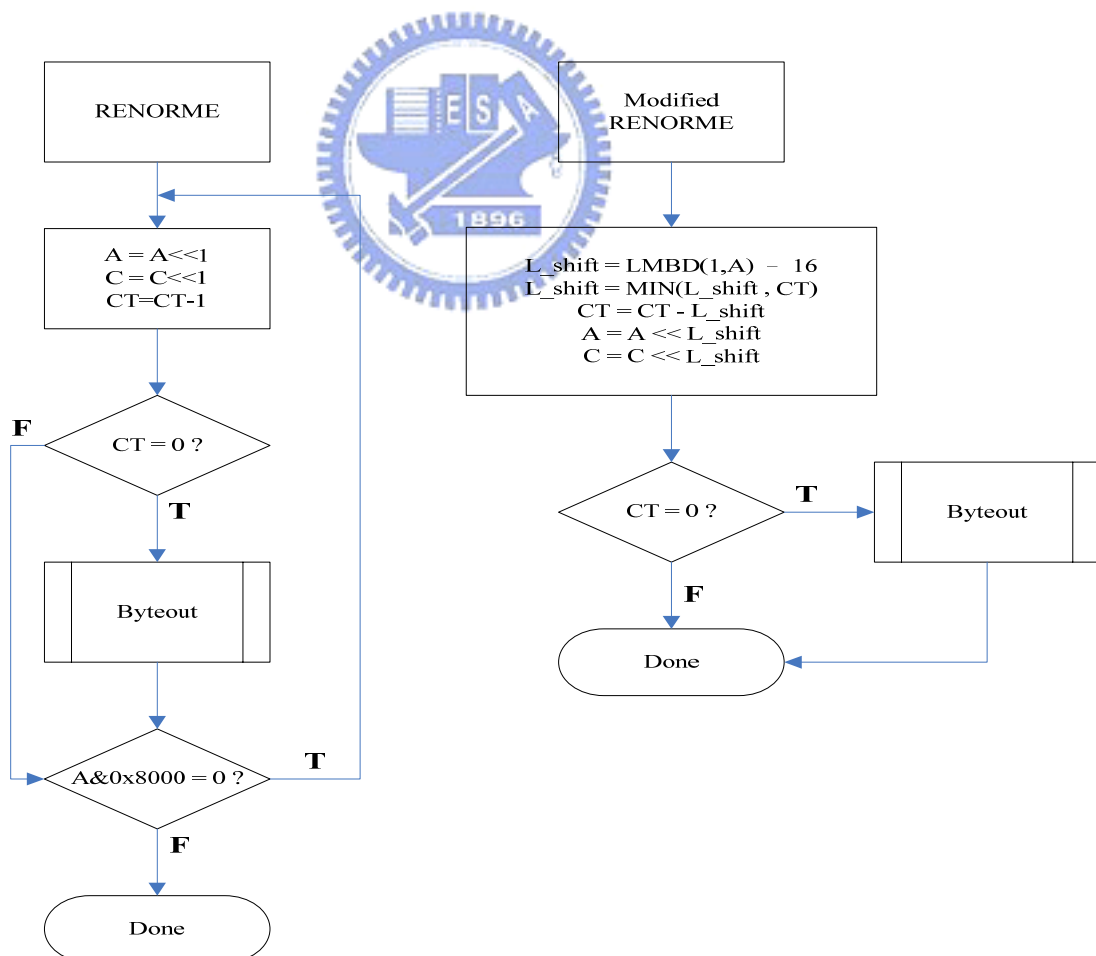 RENORME
A = A<<1
C = C<<1
CT=CT-1
CT = 0 ?
F
T
Byteout
A&0x8000 = 0 ?
T
F
Done
E S A
1896
Modified
RENORME
L_shift = LMBD(1,A) – 16
L_shift = MIN(L_shift , CT)
CT = CT - L_shift
A = A << L_shift
C = C << L_shift
CT = 0 ?
T
Byteout
F
Done